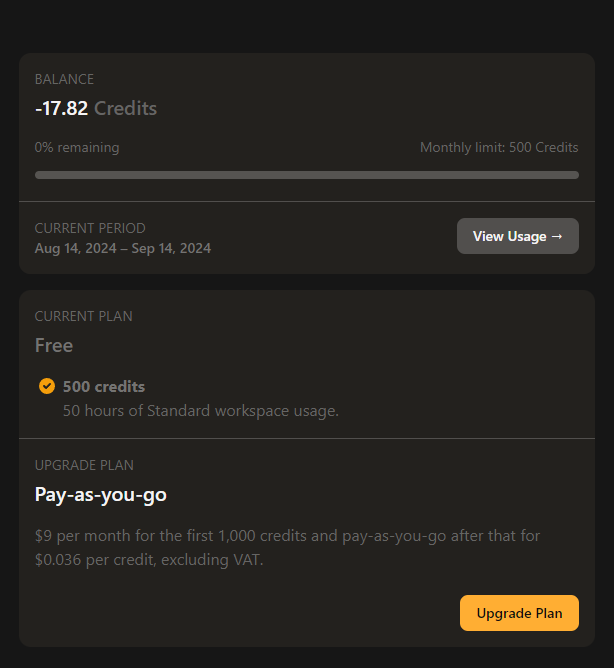 BALANCE
-17.82 Credits
0% remaining
Monthly limit: 500 Credits
CURRENT PERIOD
Aug 14, 2024 – Sep 14, 2024
View Usage →
CURRENT PLAN
Free
500 credits
50 hours of Standard workspace usage.
UPGRADE PLAN
Pay-as-you-go
$9 per month for the first 1,000 credits and pay-as-you-go after that for
$0.036 per credit, excluding VAT.
Upgrade Plan